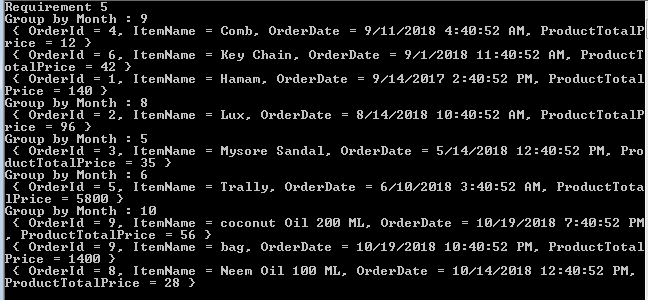 Requirement 5
Group by Month : 9
 { OrderId = 4, ItemName = Comb, OrderDate = 9/11/2018 4:40:52 AM, ProductTotalP
rice = 12 }
 { OrderId = 6, ItemName = Key Chain, OrderDate = 9/1/2018 11:40:52 AM, ProductT
otalPrice = 42 }
 { OrderId = 1, ItemName = Hamam, OrderDate = 9/14/2017 2:40:52 PM, ProductTotal
Price = 140 }
Group by Month : 8
 { OrderId = 2, ItemName = Lux, OrderDate = 8/14/2018 10:40:52 AM, ProductTotalP
rice = 96 }
Group by Month : 5
 { OrderId = 3, ItemName = Mysore Sandal, OrderDate = 5/14/2018 12:40:52 PM, Pro
ductTotalPrice = 35 }
Group by Month : 6
 { OrderId = 5, ItemName = Trally, OrderDate = 6/10/2018 3:40:52 AM, ProductTota
lPrice = 5800 }
Group by Month : 10
 { OrderId = 9, ItemName = coconut Oil 200 ML, OrderDate = 10/19/2018 7:40:52 PM
, ProductTotalPrice = 56 }
 { OrderId = 9, ItemName = bag, OrderDate = 10/19/2018 10:40:52 PM, ProductTotal
Price = 1400 }
 { OrderId = 8, ItemName = Neem Oil 100 ML, OrderDate = 10/14/2018 12:40:52 PM,
ProductTotalPrice = 28 }